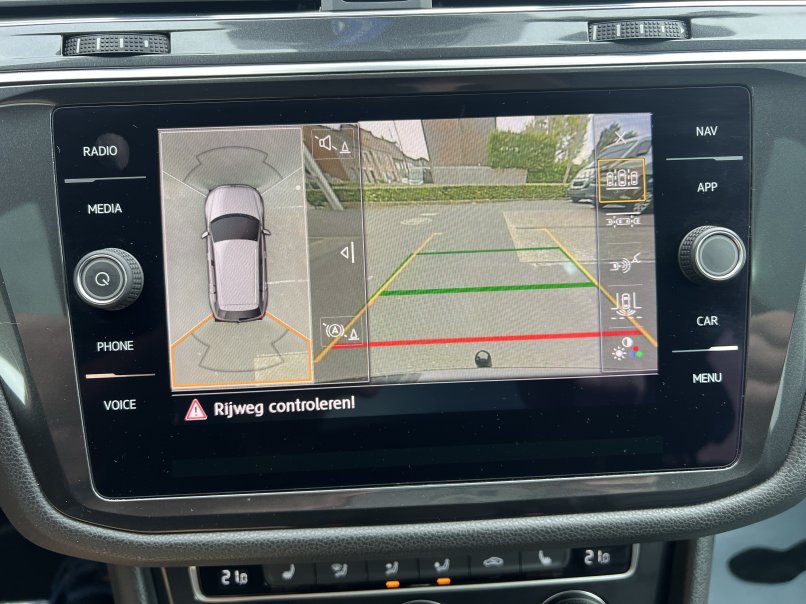 RADIO
MEDIA
PHONE
VOICE
NAV
APP
CAR
MENU
A
Rijweg controleren!
21.0
21.0